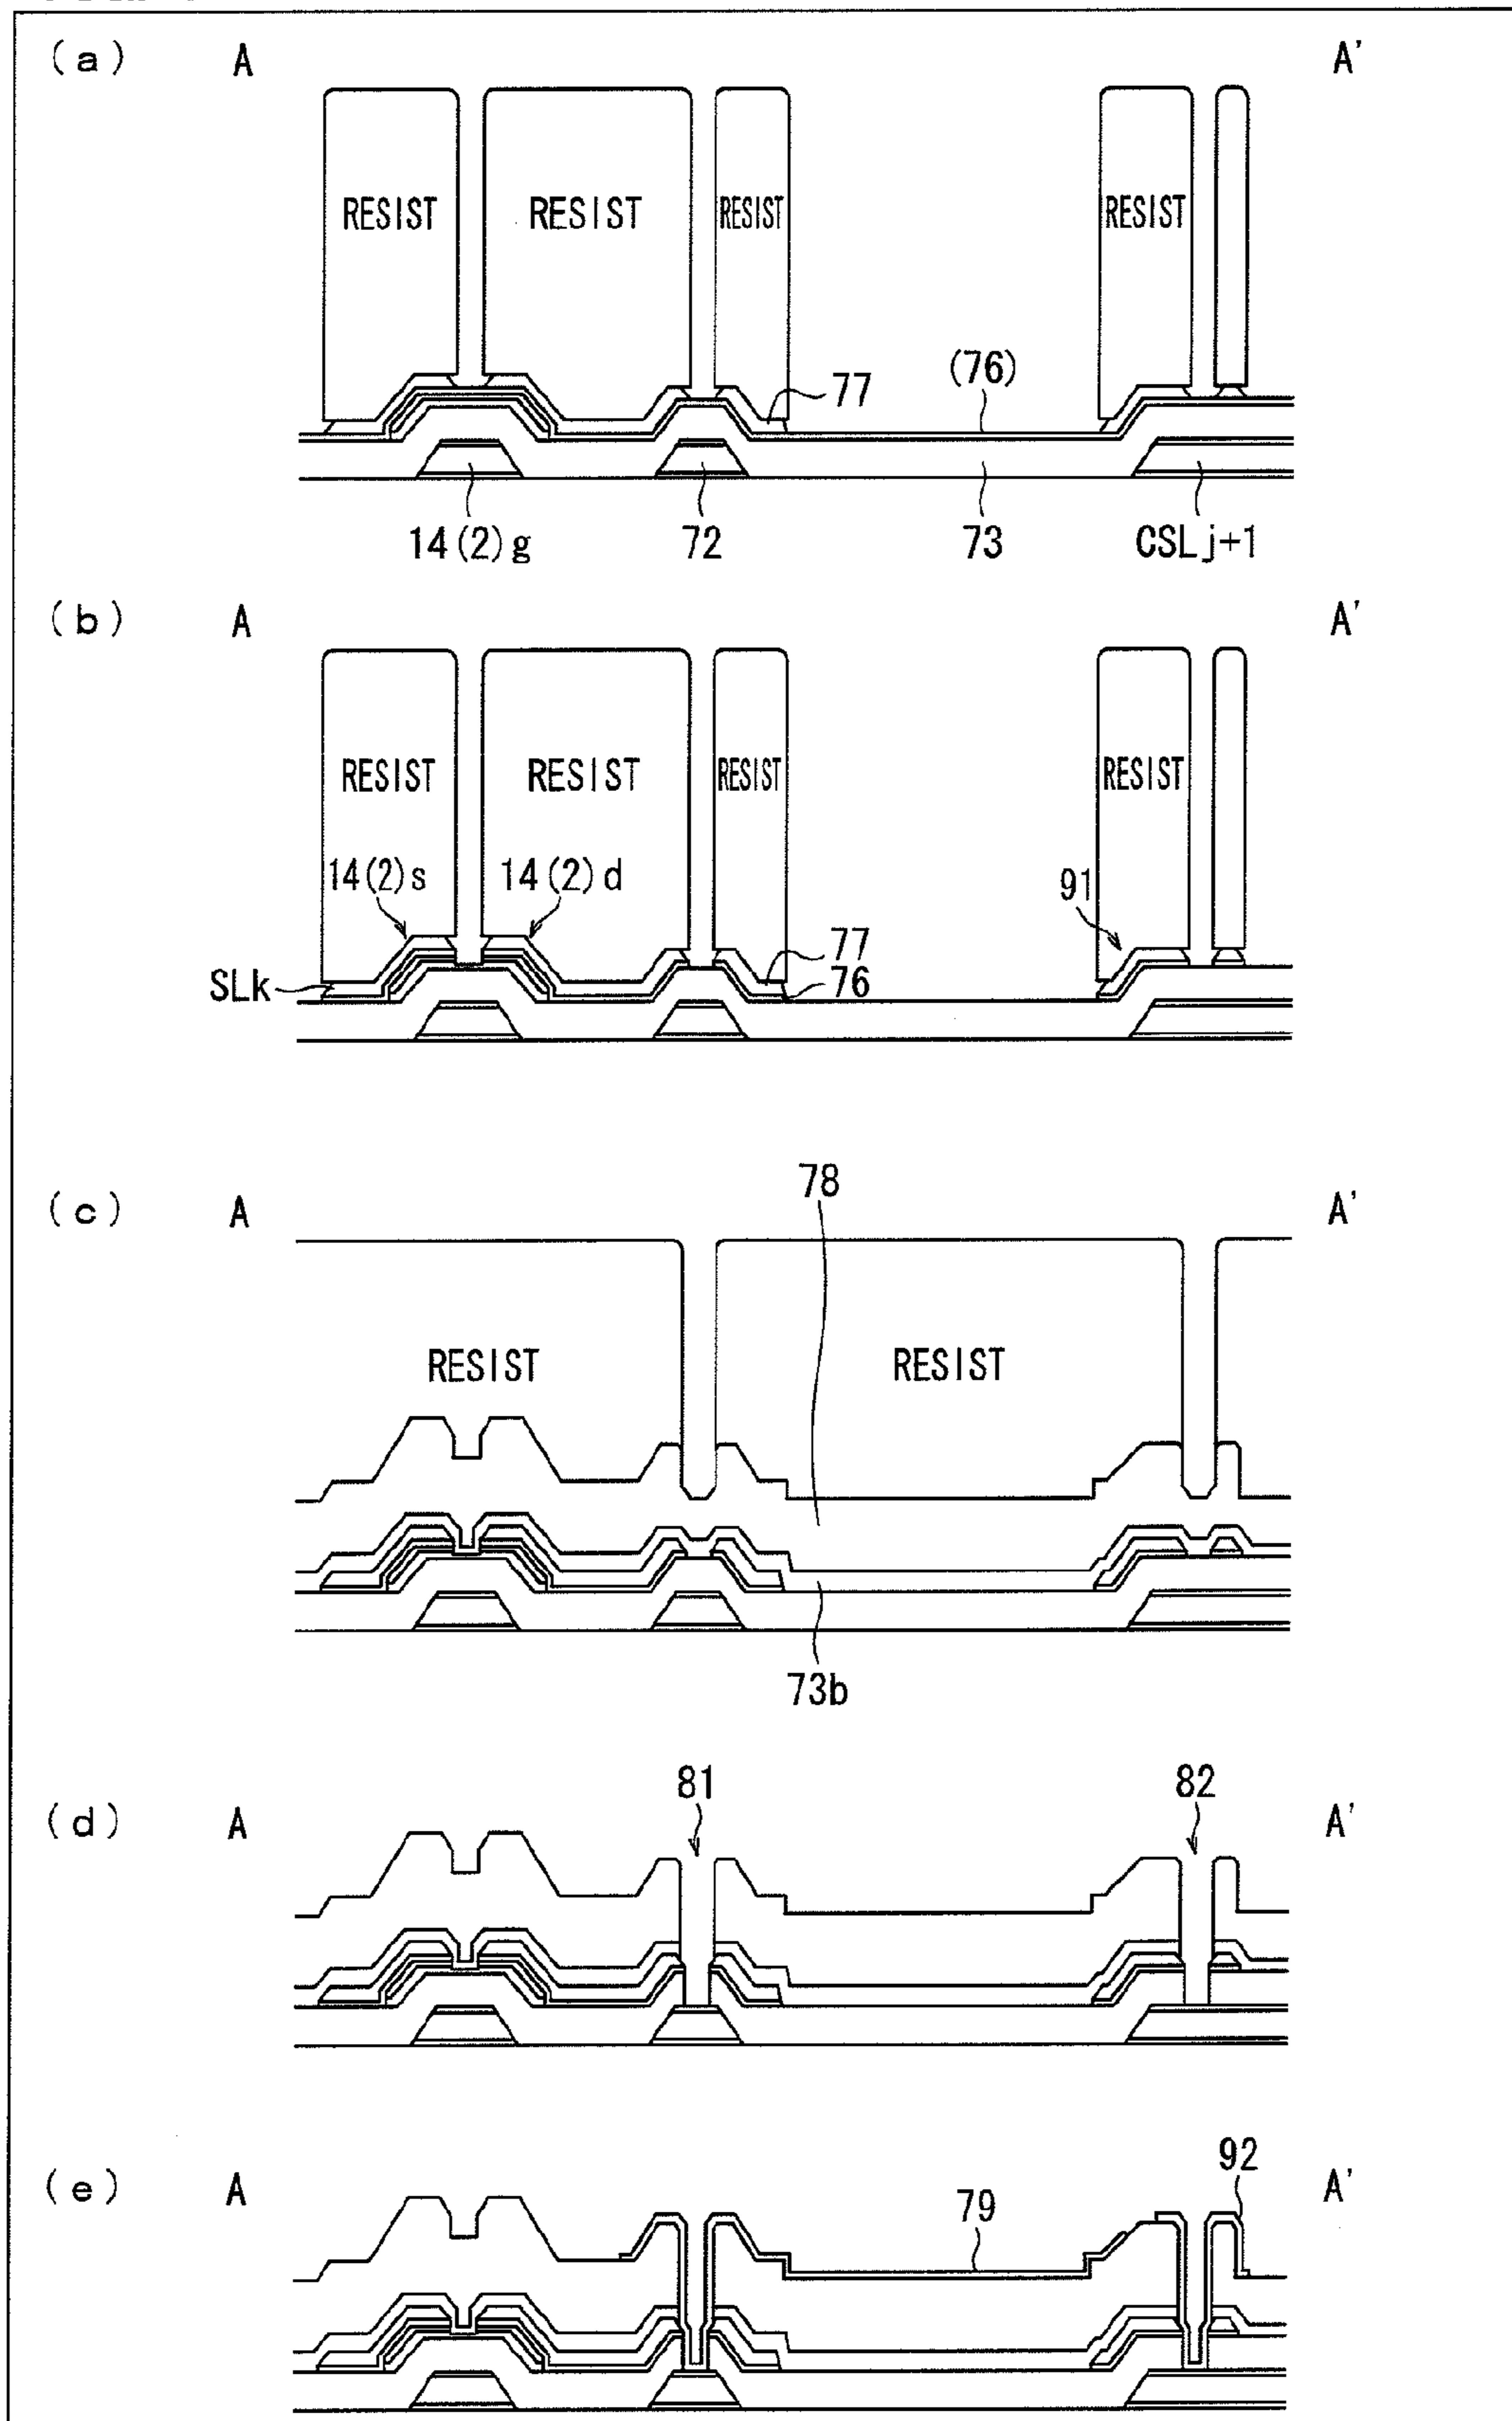 (a) A A'
RESIST RESIST RESIST RESIST
77 (76)
14(2)g 72 73 CSLj+1
(b) A A'
RESIST RESIST RESIST RESIST
14(2)s 14(2)d 91
77
SLk 76
78
(c) A A'
RESIST RESIST
73b
81 82
(d) A A'
92
(e) A 79 A'